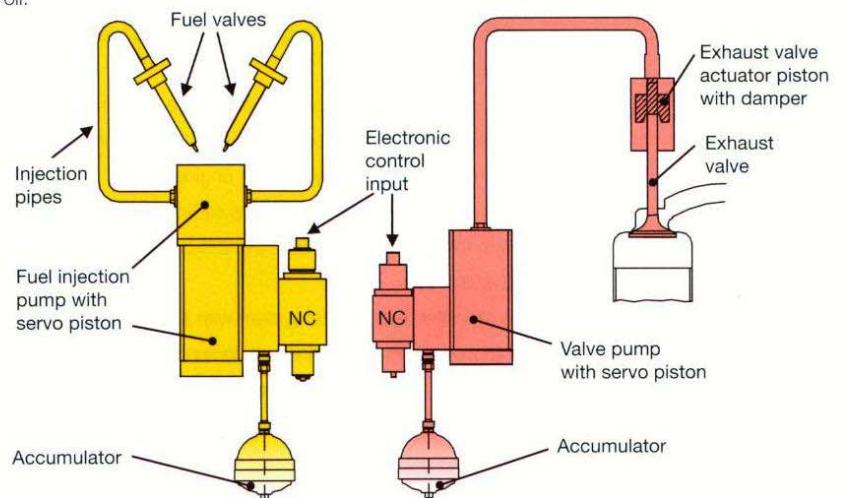 Oil.
Fuel valves
Exhaust valve
actuator piston
with damper
Electronic
control
input
Exhaust
valve
Injection
pipes
Fuel injection
pump with
servo piston
NC
NC
Valve pump
with servo piston
Accumulator
Accumulator